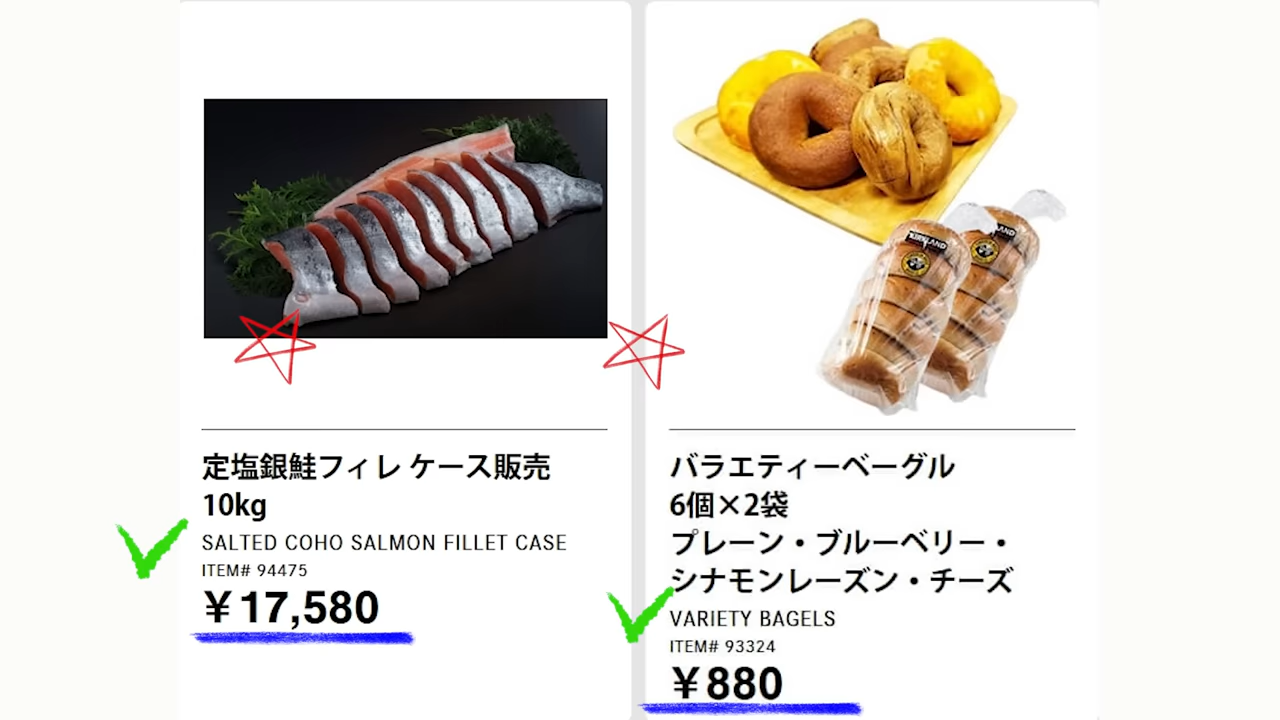 KIRKLAND
定塩銀鮭フィレ ケース販売
10kg
SALTED COHO SALMON FILLET CASE
ITEM# 94475
￥17,580
バラエティーベーグル
6個×2袋
プレーン・ブルーベリー・
シナモンレーズン・チーズ
VARIETY BAGELS
ITEM# 93324
￥880